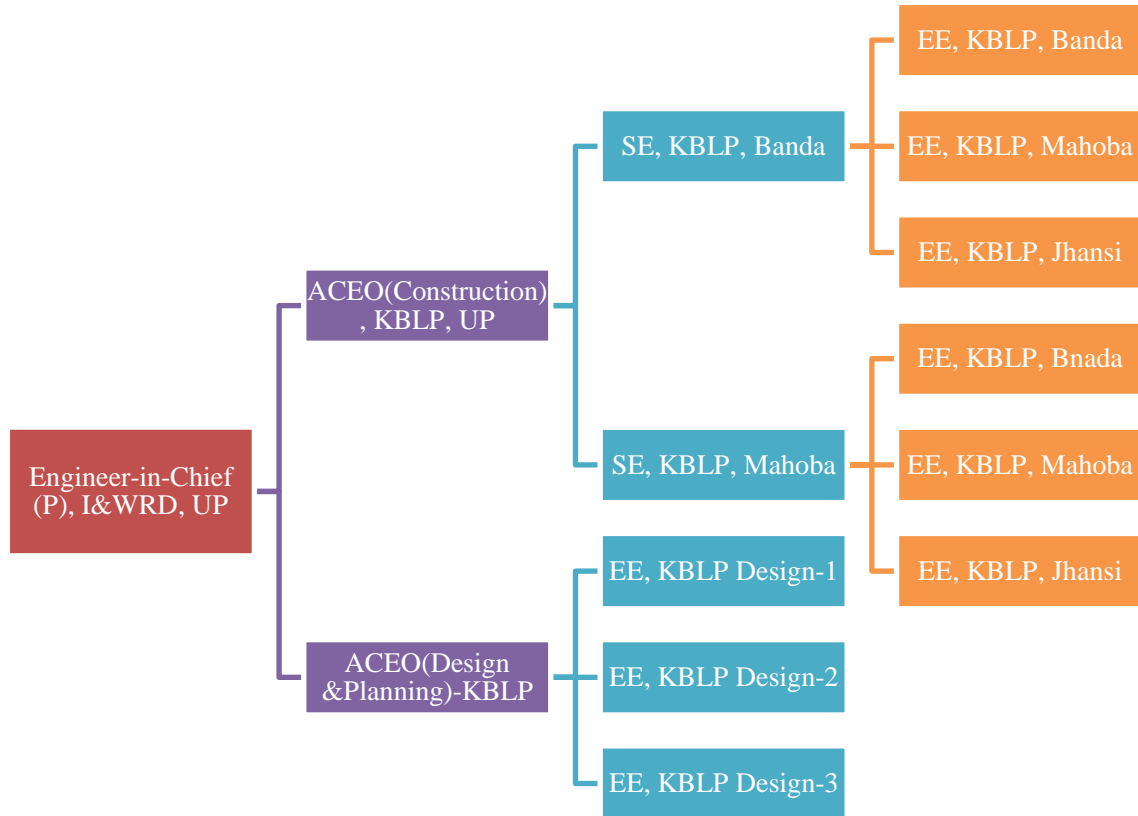 Engineer-in-Chief
(P), I&WRD, UP
ACEO(Construction)
, KBLP, UP
SE, KBLP, Banda
EE, KBLP, Banda
EE, KBLP, Mahoba
EE, KBLP, Jhansi
SE, KBLP, Mahoba
EE, KBLP, Bnada
EE, KBLP, Mahoba
EE, KBLP, Jhansi
ACEO(Design
&Planning)-KBLP
EE, KBLP Design-1
EE, KBLP Design-2
EE, KBLP Design-3